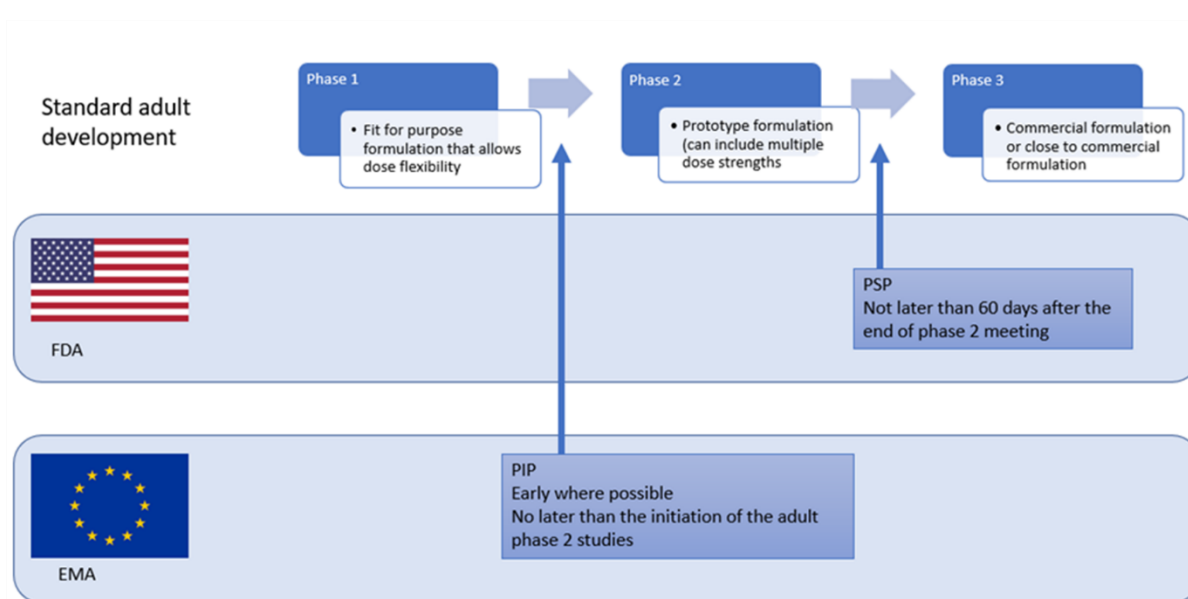 Standard adult
development
Phase 1
• Fit for purpose
formulation that allows
dose flexibility
Phase 2
• Prototype formulation
(can include multiple
dose strengths
Phase 3
• Commercial formulation
or close to commercial
formulation
FDA
PSP
Not later than 60 days after the
end of phase 2 meeting
EMA
PIP
Early where possible
No later than the initiation of the adult
phase 2 studies